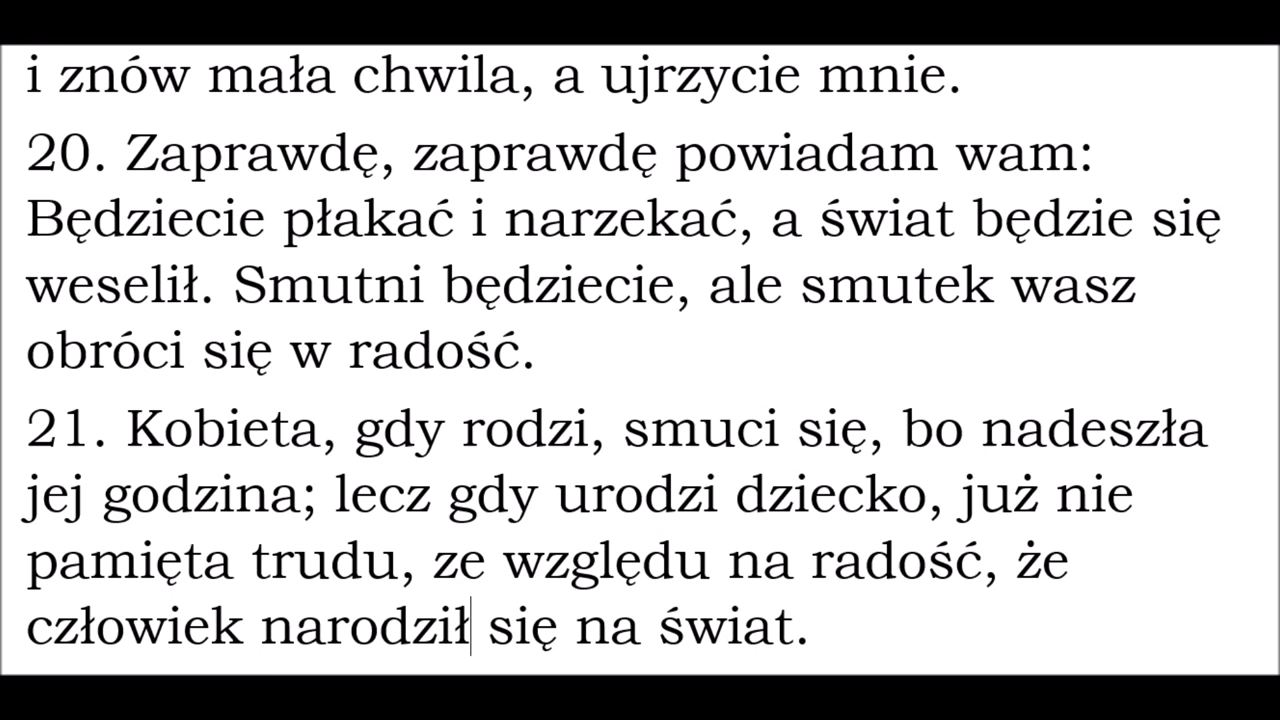 i znów mała chwila, a ujrzycie mnie.
20. Zaprawdę, zaprawdę powiadam wam:
Będziecie płakać i narzekać, a świat będzie się
weselił. Smutni będziecie, ale smutek wasz
obróci się w radość.
21. Kobieta, gdy rodzi, smuci się, bo nadeszła
jej godzina; lecz gdy urodzi dziecko, już nie
pamięta trudu, ze względu na radość, że
człowiek narodził się na świat.